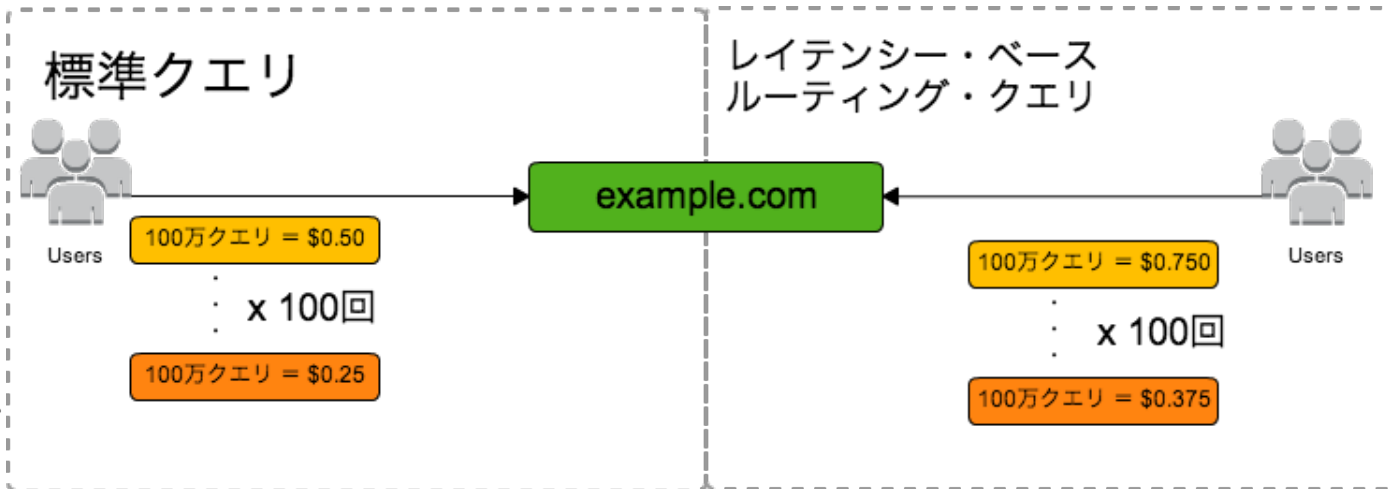 標準クエリ
レイテンシー・ベース
ルーティング・クエリ
example.com
Users
100万クエリ = $0.50
x 100回
100万クエリ = $0.25
Users
100万クエリ = $0.750
x 100回
100万クエリ = $0.375